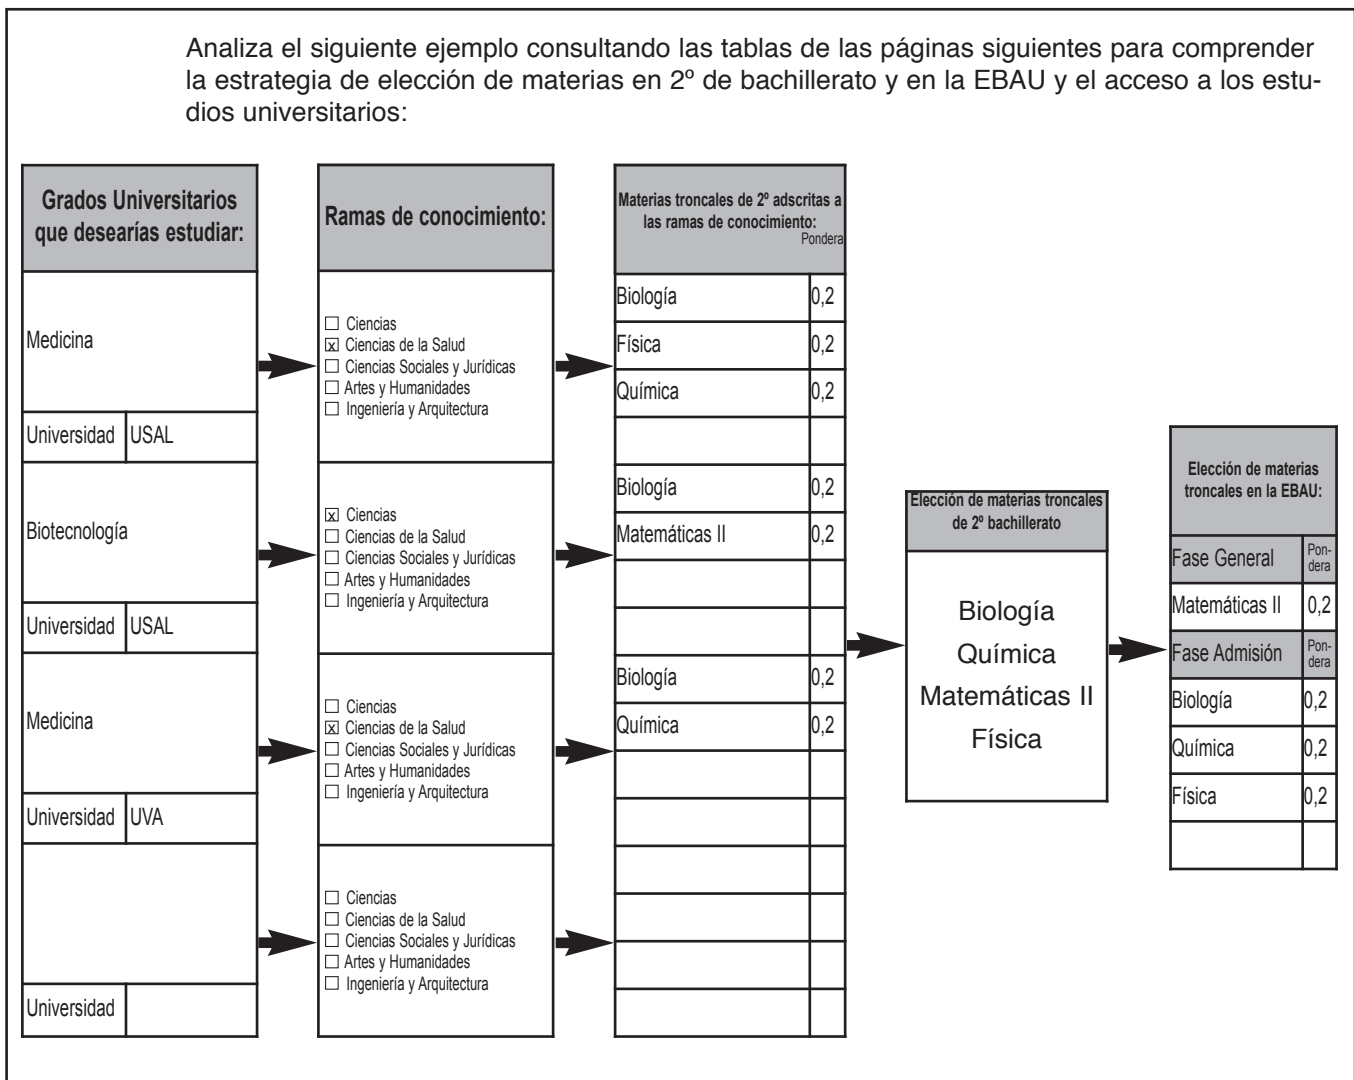 Analiza el siguiente ejemplo consultando las tablas de las páginas siguientes para comprender
la estrategia de elección de materias en 2º de bachillerato y en la EBAU y el acceso a los estu-
dios universitarios:
Grados Universitarios
que desearías estudiar:
Medicina
Universidad USAL
Biotecnología
Universidad USAL
Medicina
Universidad UVA
Universidad
Ramas de conocimiento:
☐ Ciencias
☒ Ciencias de la Salud
☐ Ciencias Sociales y Jurídicas
☐ Artes y Humanidades
☐ Ingeniería y Arquitectura
☒ Ciencias
☐ Ciencias de la Salud
☐ Ciencias Sociales y Jurídicas
☐ Artes y Humanidades
☐ Ingeniería y Arquitectura
☐ Ciencias
☒ Ciencias de la Salud
☐ Ciencias Sociales y Jurídicas
☐ Artes y Humanidades
☐ Ingeniería y Arquitectura
☐ Ciencias
☐ Ciencias de la Salud
☐ Ciencias Sociales y Jurídicas
☐ Artes y Humanidades
☐ Ingeniería y Arquitectura
Materias troncales de 2º adscritas a
las ramas de conocimiento:
Pondera
Biología 0,2
Física 0,2
Química 0,2
Biología 0,2
Matemáticas II 0,2
Biología 0,2
Química 0,2
Elección de materias troncales
de 2º bachillerato
Biología
Química
Matemáticas II
Física
Elección de materias
troncales en la EBAU:
Fase General Pon-
dera
Matemáticas II 0,2
Fase Admisión Pon-
dera
Biología 0,2
Química 0,2
Física 0,2